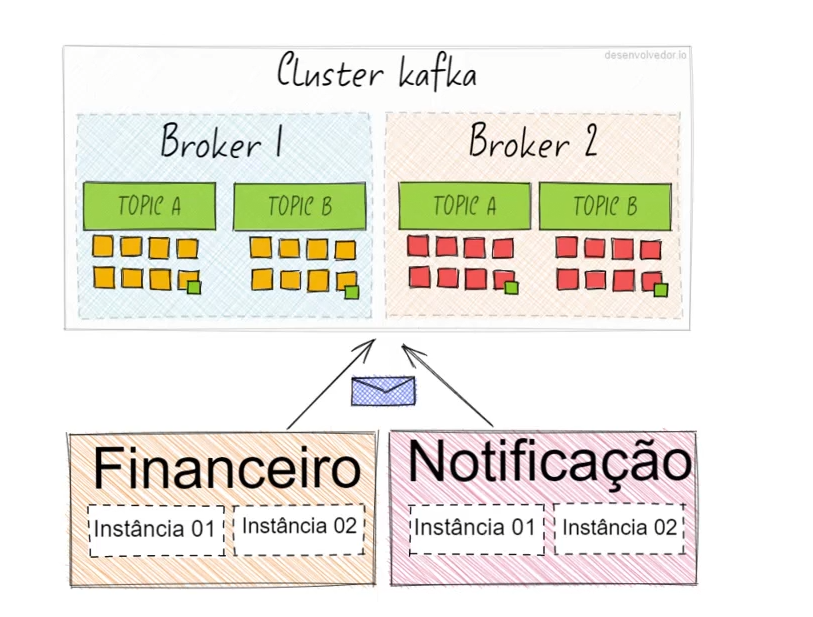 desenvolvedor.io
Cluster kafka
Broker 1
Broker 2
TOPIC A
TOPIC B
TOPIC A
TOPIC B
Financeiro
Notificação
Instância 01
Instância 02
Instância 01
Instância 02